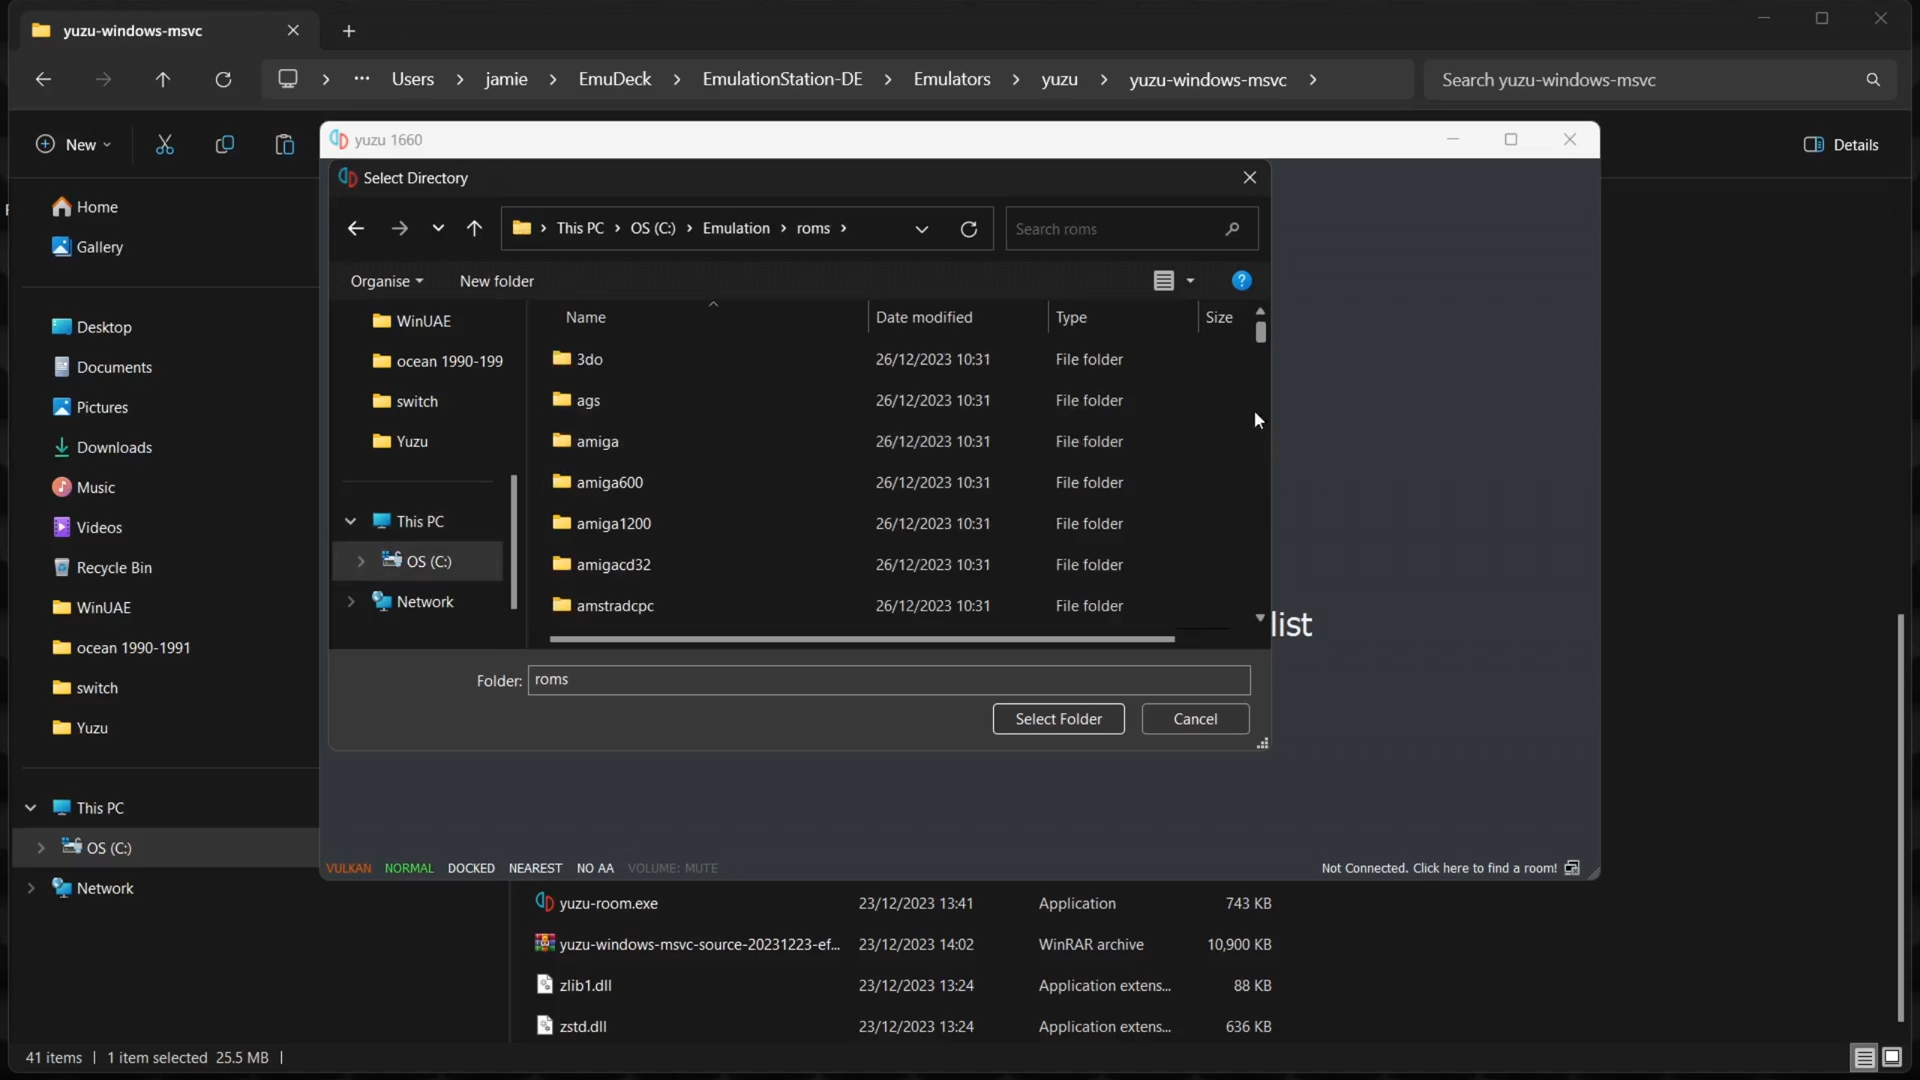 yuzu-windows-msvc
Users > jamie > EmuDeck > EmulationStation-DE > Emulators > yuzu > yuzu-windows-msvc >
Search yuzu-windows-msvc
New
Details
Home
Gallery
Desktop
Documents
Pictures
Downloads
Music
Videos
Recycle Bin
WinUAE
ocean 1990-1991
switch
Yuzu
This PC
OS (C:)
Network
yuzu 1660
Select Directory
This PC > OS (C:) > Emulation > roms >
Search roms
Organise
New folder
WinUAE
ocean 1990-199
switch
Yuzu
This PC
OS (C:)
Network
Name Date modified Type Size
3do 26/12/2023 10:31 File folder
ags 26/12/2023 10:31 File folder
amiga 26/12/2023 10:31 File folder
amiga600 26/12/2023 10:31 File folder
amiga1200 26/12/2023 10:31 File folder
amigacd32 26/12/2023 10:31 File folder
amstradcpc 26/12/2023 10:31 File folder
list
Folder: roms
Select Folder
Cancel
VULKAN NORMAL DOCKED NEAREST NO AA VOLUME: MUTE
Not Connected. Click here to find a room!
yuzu-room.exe 23/12/2023 13:41 Application 743 KB
yuzu-windows-msvc-source-20231223-ef... 23/12/2023 14:02 WinRAR archive 10,900 KB
zlib1.dll 23/12/2023 13:24 Application extens... 88 KB
zstd.dll 23/12/2023 13:24 Application extens... 636 KB
41 items | 1 item selected 25.5 MB |